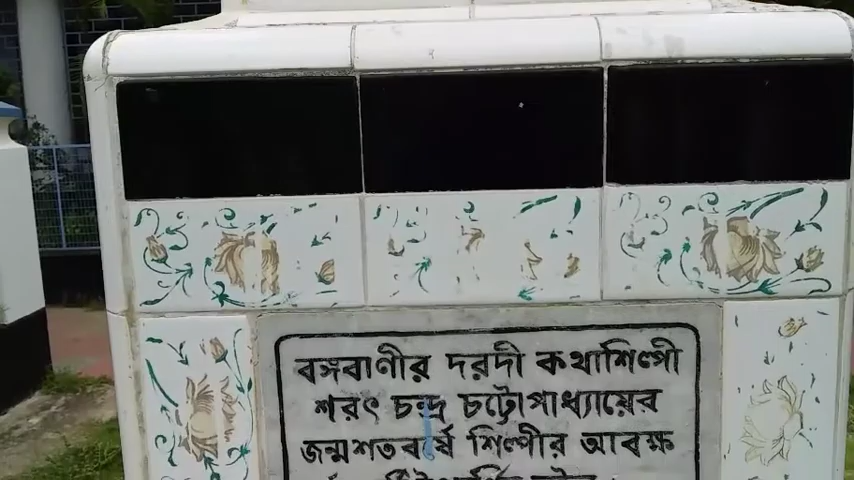 বঙ্গবাণীর দরদী কথাশিল্পী
শরৎ চন্দ্র চট্টোপাধ্যায়ের
জন্মশতবর্ষে শিল্পীর আবক্ষ